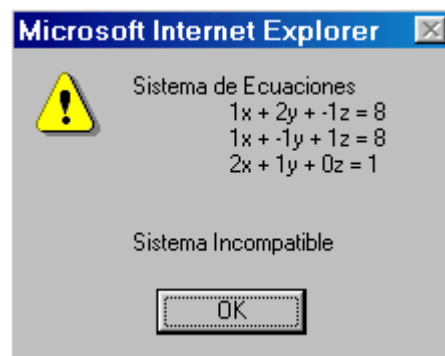 Microsoft Internet Explorer
Sistema de Ecuaciones
1x + 2y + -1z = 8
1x + -1y + 1z = 8
2x + 1y + 0z = 1
Sistema Incompatible
OK